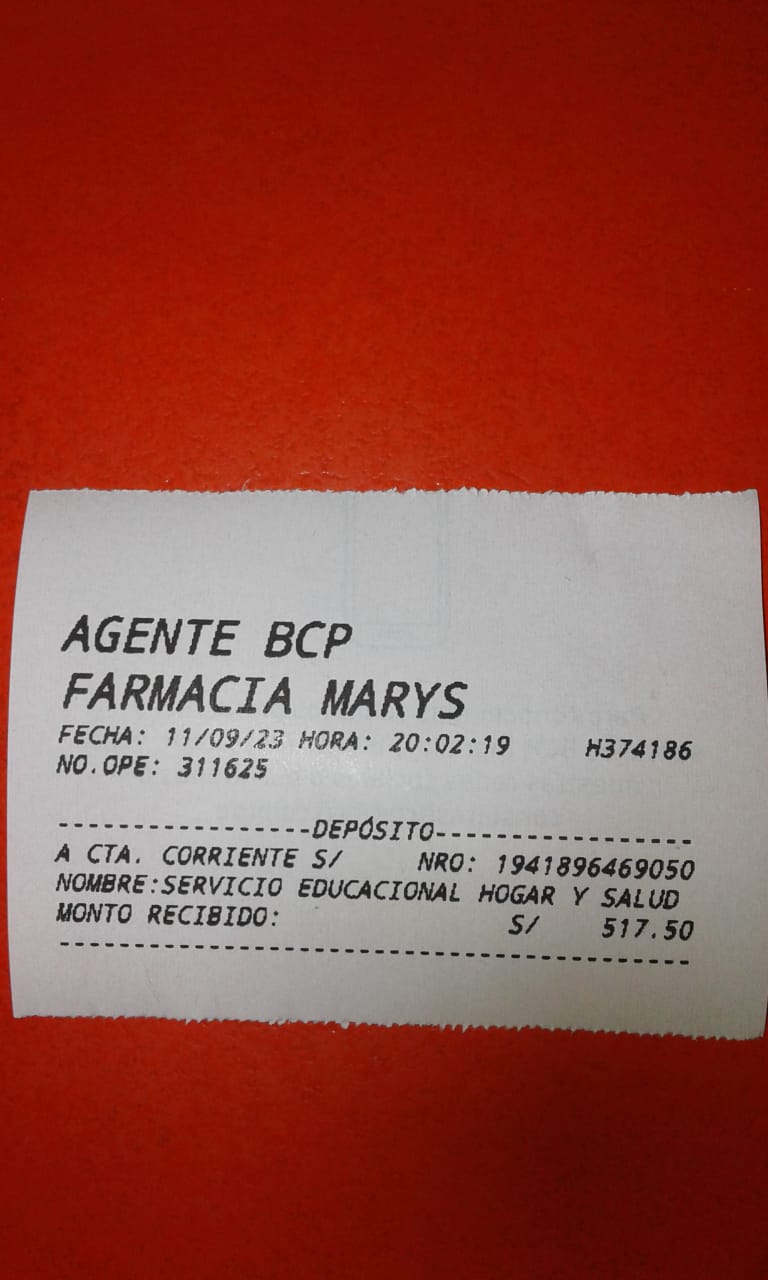 AGENTE BCP
FARMACIA MARYS
FECHA: 11/09/23 HORA: 20:02:19 H374186
NO.OPE: 311625
-----------------DEPÓSITO-----------------
A CTA. CORRIENTE S/ NRO: 1941896469050
NOMBRE:SERVICIO EDUCACIONAL HOGAR Y SALUD
MONTO RECIBIDO: S/ 517.50
------------------------------------------